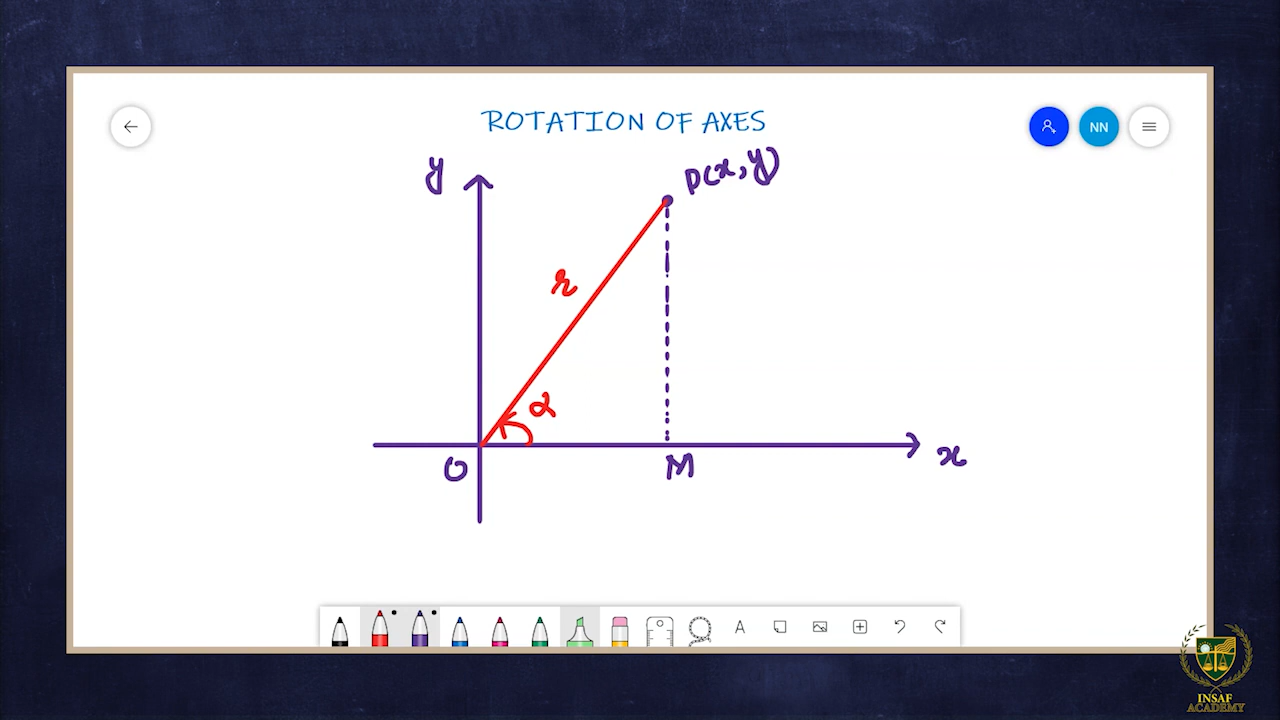 ROTATION OF AXES
NN
y
P(x,y)
r
α
O
M
x
A
INSAF
ACADEMY